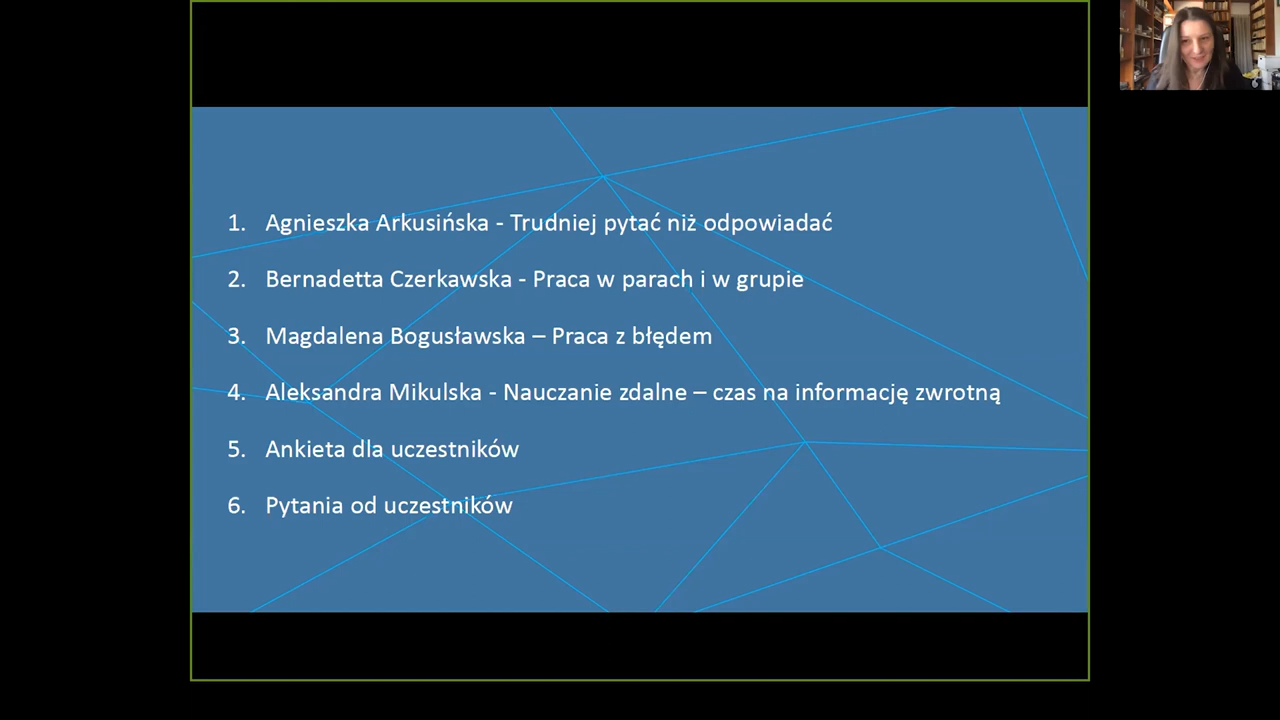 1. Agnieszka Arkusińska - Trudniej pytać niż odpowiadać
2. Bernadetta Czerkawska - Praca w parach i w grupie
3. Magdalena Bogusławska – Praca z błędem
4. Aleksandra Mikulska - Nauczanie zdalne – czas na informację zwrotną
5. Ankieta dla uczestników
6. Pytania od uczestników